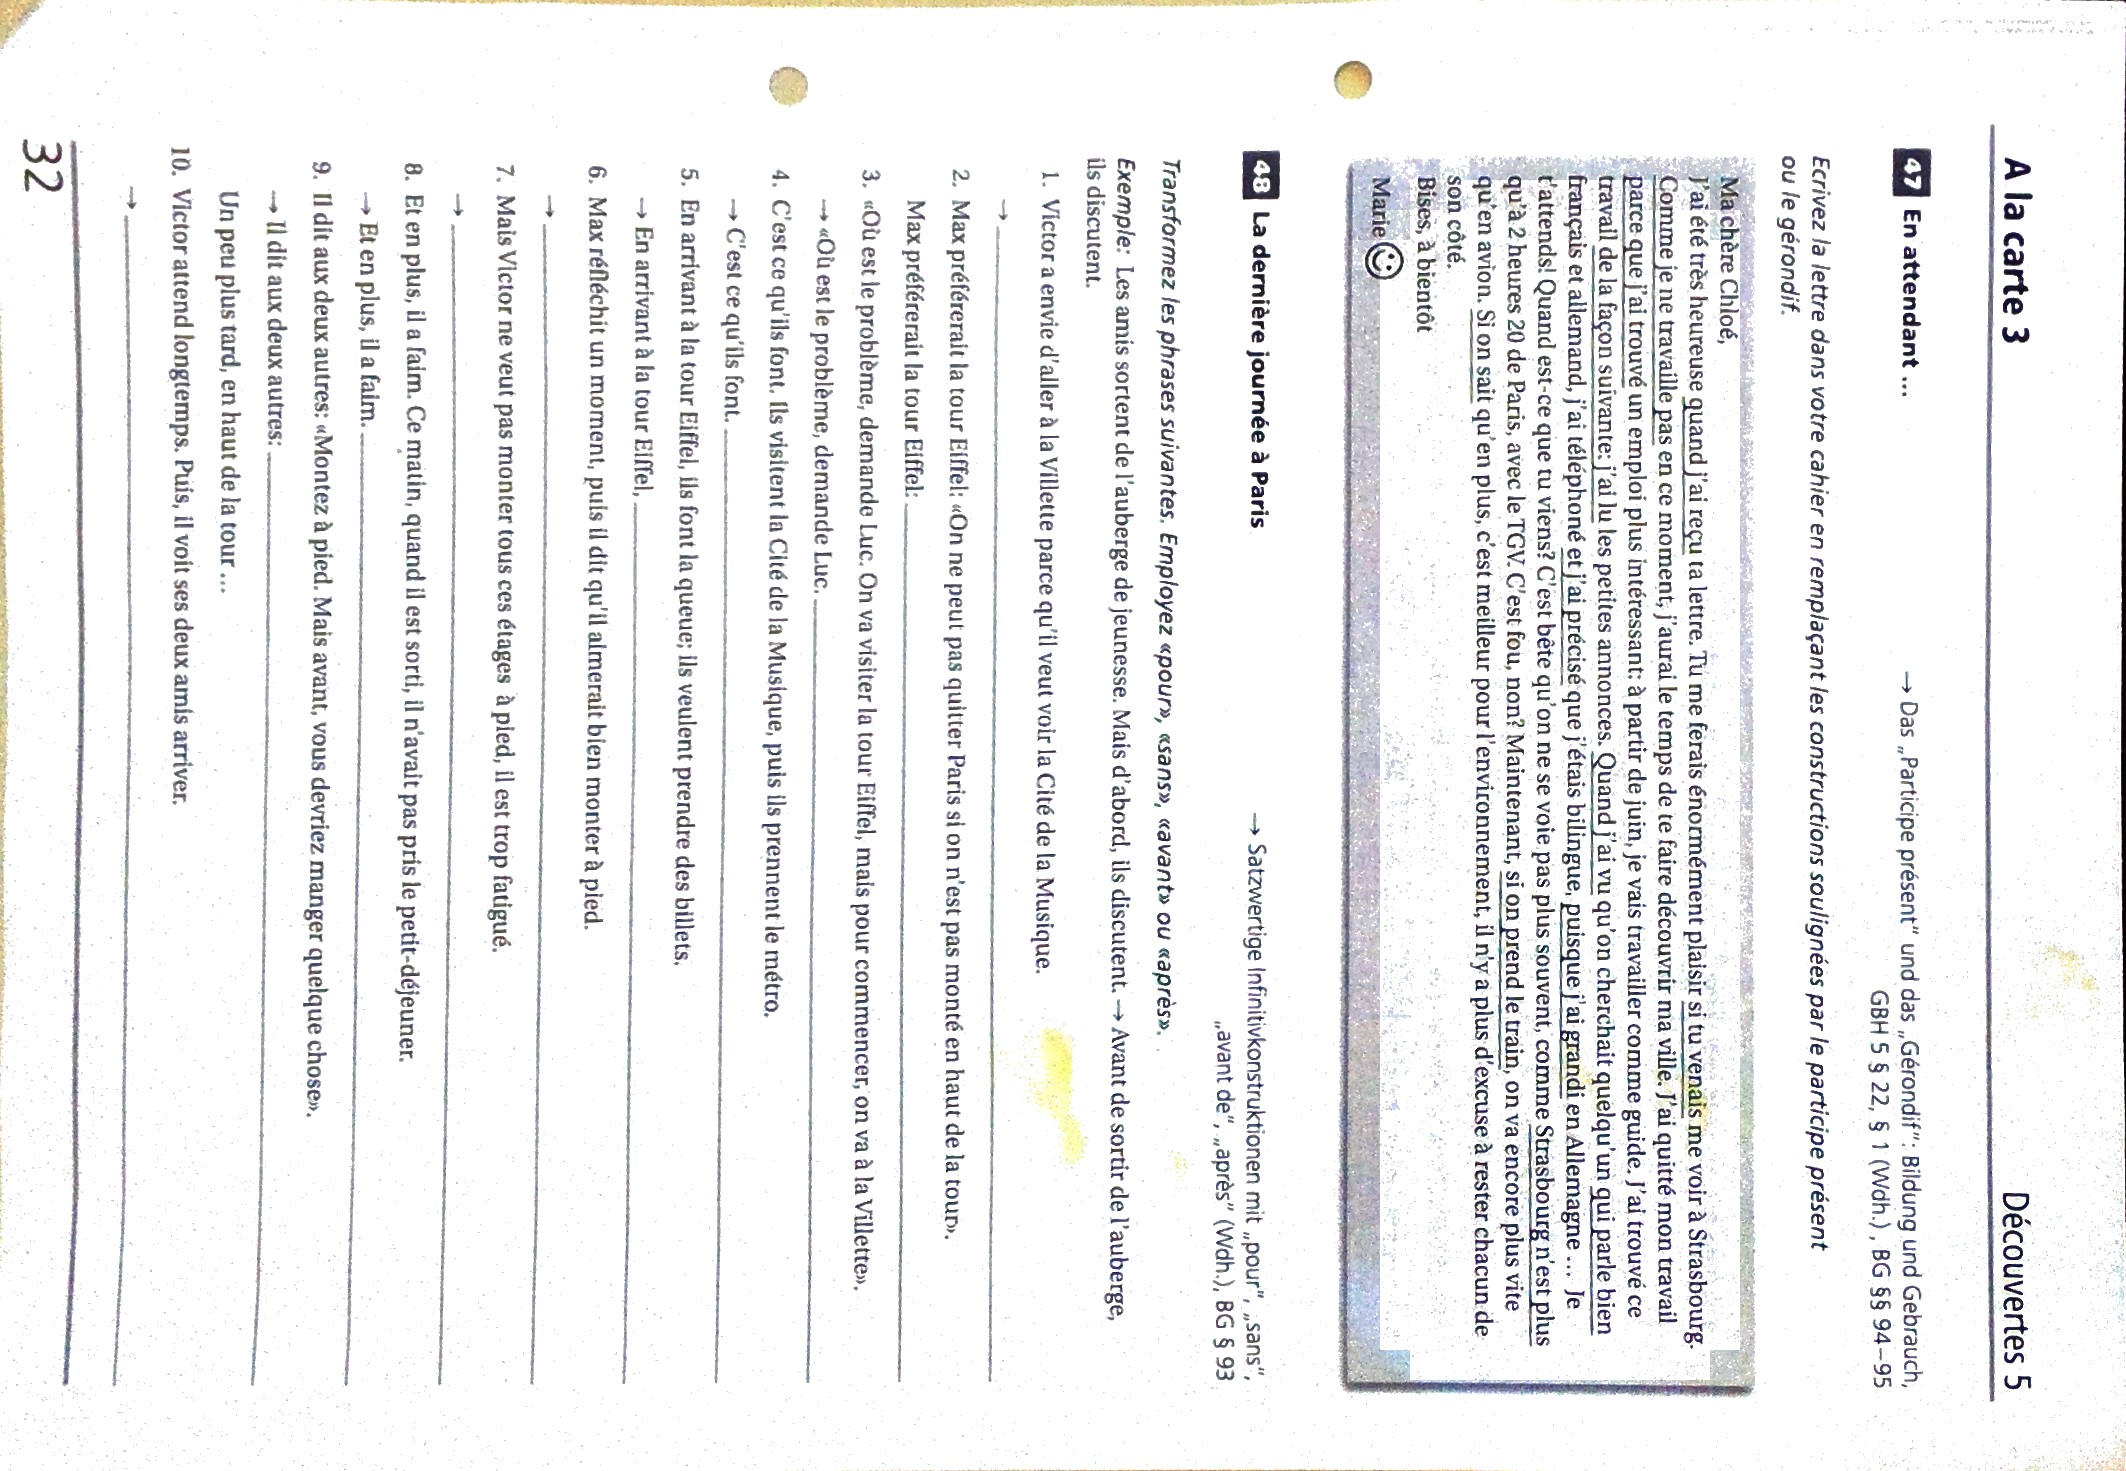 A la carte 3
Découvertes 5
47 En attendant ...
→ Das „Participe présent" und das „Gérondif": Bildung und Gebrauch,
GBH 5 § 22, § 1 (Wdh.) , BG §§ 94–95
Ecrivez la lettre dans votre cahier en remplaçant les constructions soulignées par le participe présent
ou le gérondif.
Ma chère Chloé,
J'ai été très heureuse quand j'ai reçu ta lettre. Tu me ferais énormément plaisir si tu venais me voir à Strasbourg.
Comme je ne travaille pas en ce moment, j'aurai le temps de te faire découvrir ma ville. J'ai quitté mon travail
parce que j'ai trouvé un emploi plus intéressant: à partir de juin, je vais travailler comme guide. J'ai trouvé ce
travail de la façon suivante: j'ai lu les petites annonces. Quand j'ai vu qu'on cherchait quelqu'un qui parle bien
français et allemand, j'ai téléphoné et j'ai précisé que j'étais bilingue, puisque j'ai grandi en Allemagne ... Je
t'attends! Quand est-ce que tu viens? C'est bête qu'on ne se voie pas plus souvent, comme Strasbourg n'est plus
qu'à 2 heures 20 de Paris, avec le TGV. C'est fou, non? Maintenant, si on prend le train, on va encore plus vite
qu'en avion. Si on sait qu'en plus, c'est meilleur pour l'environnement, il n'y a plus d'excuse à rester chacun de
son côté.
Bises, à bientôt
Marie
48 La dernière journée à Paris
→ Satzwertige Infinitivkonstruktionen mit „pour", „sans",
„avant de", „après" (Wdh.), BG § 93
Transformez les phrases suivantes. Employez «pour», «sans», «avant» ou «après».
Exemple: Les amis sortent de l'auberge de jeunesse. Mais d'abord, ils discutent. → Avant de sortir de l'auberge,
ils discutent.
1. Victor a envie d'aller à la Villette parce qu'il veut voir la Cité de la Musique.
→
2. Max préférerait la tour Eiffel: «On ne peut pas quitter Paris si on n'est pas monté en haut de la tour».
Max préférerait la tour Eiffel:
3. «Où est le problème, demande Luc. On va visiter la tour Eiffel, mais pour commencer, on va à la Villette».
→ «Où est le problème, demande Luc.
4. C'est ce qu'ils font. Ils visitent la Cité de la Musique, puis ils prennent le métro.
→ C'est ce qu'ils font.
5. En arrivant à la tour Eiffel, ils font la queue; ils veulent prendre des billets.
→ En arrivant à la tour Eiffel,
6. Max réfléchit un moment, puis il dit qu'il aimerait bien monter à pied.
→
7. Mais Victor ne veut pas monter tous ces étages à pied, il est trop fatigué.
→
8. Et en plus, il a faim. Ce matin, quand il est sorti, il n'avait pas pris le petit-déjeuner.
→ Et en plus, il a faim.
9. Il dit aux deux autres: «Montez à pied. Mais avant, vous devriez manger quelque chose».
→ Il dit aux deux autres:
Un peu plus tard, en haut de la tour ...
10. Victor attend longtemps. Puis, il voit ses deux amis arriver.
→
32